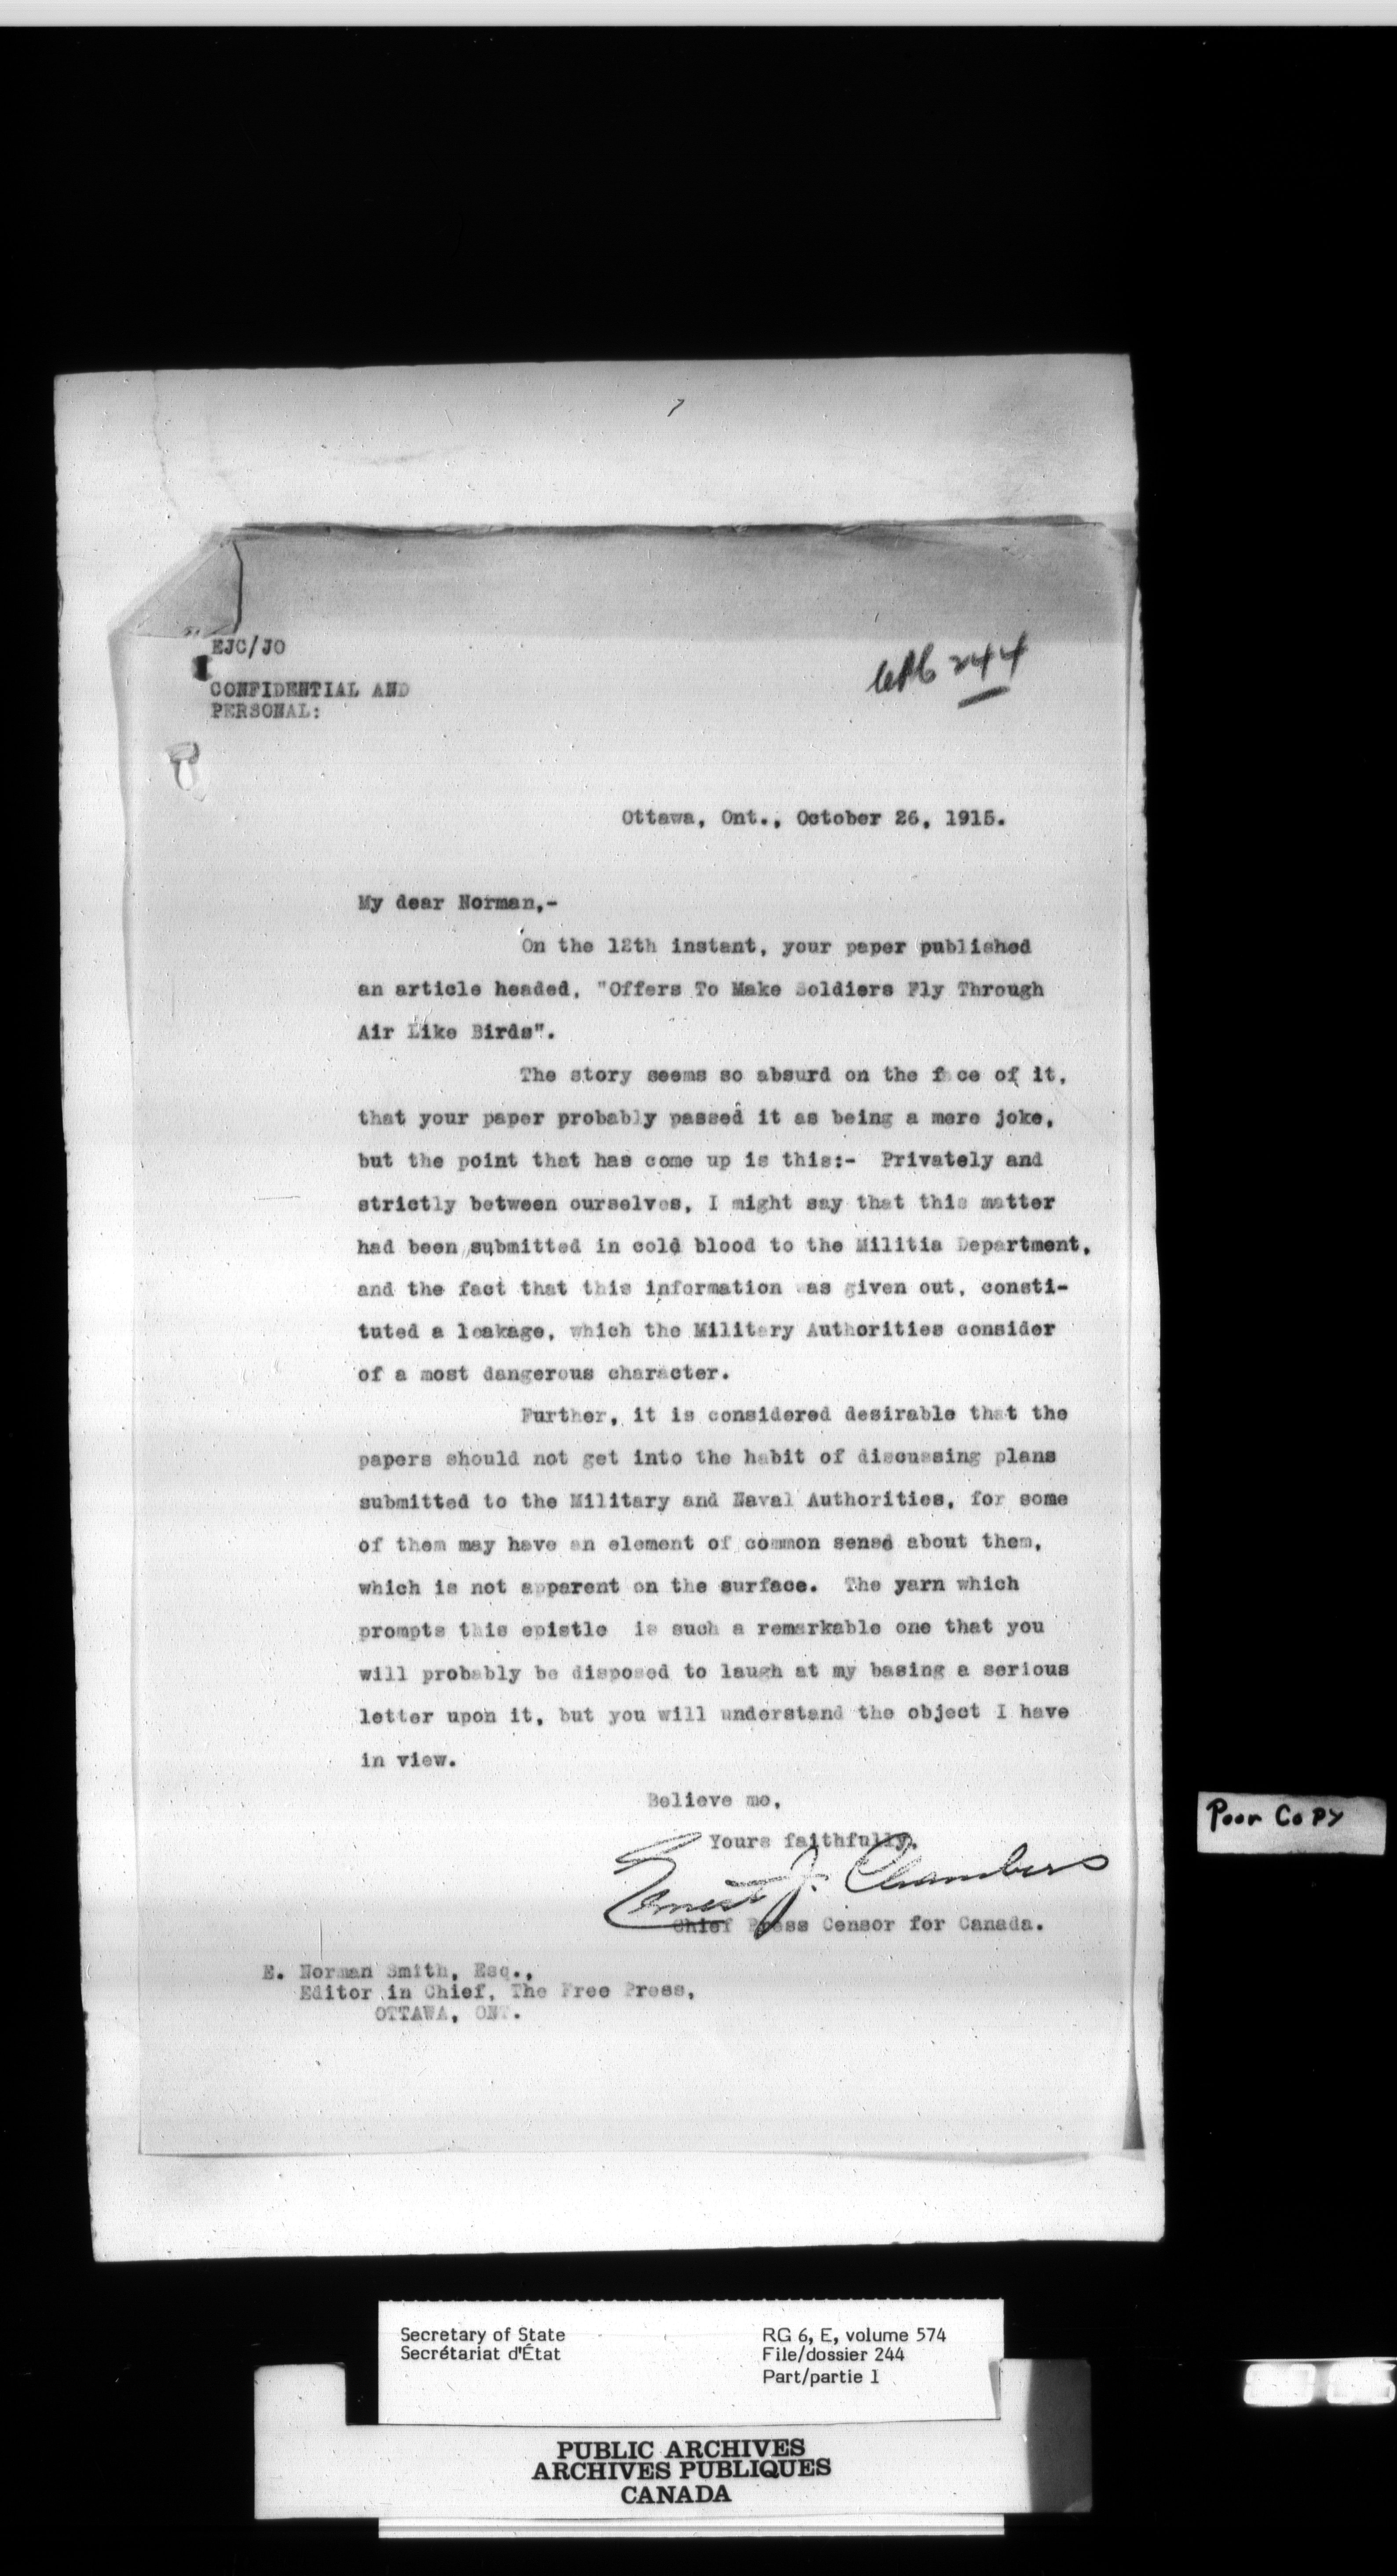 EJC/JO
CONFIDENTIAL AND
PERSONAL:
244
Ottawa, Ont., October 26, 1915.
My dear Norman,-
On the 12th instant, your paper published
an article headed, "Offers To Make Soldiers Fly Through
Air Like Birds".
The story seems so absurd on the face of it,
that your paper probably passed it as being a mere joke,
but the point that has come up is this:- Privately and
strictly between ourselves, I might say that this matter
had been submitted in cold blood to the Militia Department,
and the fact that this information was given out, consti-
tuted a leakage, which the Military Authorities consider
of a most dangerous character.
Further, it is considered desirable that the
papers should not get into the habit of discussing plans
submitted to the Military and Naval Authorities, for some
of them may have an element of common sense about them,
which is not apparent on the surface. The yarn which
prompts this epistle is such a remarkable one that you
will probably be disposed to laugh at my basing a serious
letter upon it, but you will understand the object I have
in view.
Believe me,
Yours faithfully,
Ernest J. Chambers
Chief Press Censor for Canada.
E. Norman Smith, Esq.,
Editor in Chief, The Free Press,
OTTAWA, ONT.
Poor Copy
Secretary of State
Secrétariat d'État
RG 6, E, volume 574
File/dossier 244
Part/partie 1
PUBLIC ARCHIVES
ARCHIVES PUBLIQUES
CANADA